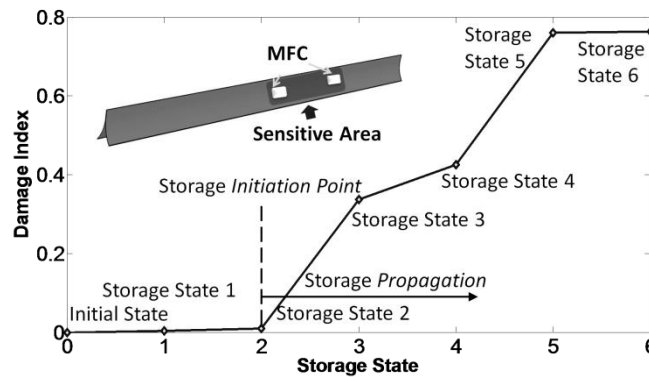 0.8
0.6
0.4
0.2
0
Damage Index
MFC
Sensitive Area
Storage
State 5
Storage
State 6
Storage Initiation Point
Storage State 4
Storage State 3
Storage Propagation
Storage State 1
Initial State
Storage State 2
0 1 2 3 4 5 6
Storage State